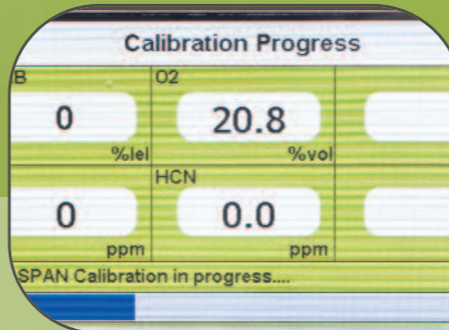 Calibration Progress
B O2
0 20.8
%lel %vol
HCN
0 0.0
ppm ppm
SPAN Calibration in progress....